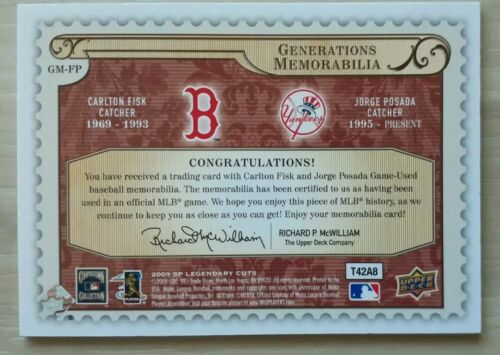 GENERATIONS
MEMORABILIA
GM-FP
CARLTON FISK
CATCHER
1969 - 1993
B
Yankees
JORGE POSADA
CATCHER
1995 - PRESENT
CONGRATULATIONS!
You have received a trading card with Carlton Fisk and Jorge Posada Game-Used
baseball memorabilia. The memorabilia has been certified to us as having been
used in an official MLB® game. We hope you enjoy this piece of MLB® history, as we
continue to keep you as close as you can get! Enjoy your memorabilia card!
Richard P. McWilliam
RICHARD P. McWILLIAM
The Upper Deck Company
T42A8
2009 SP LEGENDARY CUTS
COOPERSTOWN
COLLECTION
UPPER
DECK